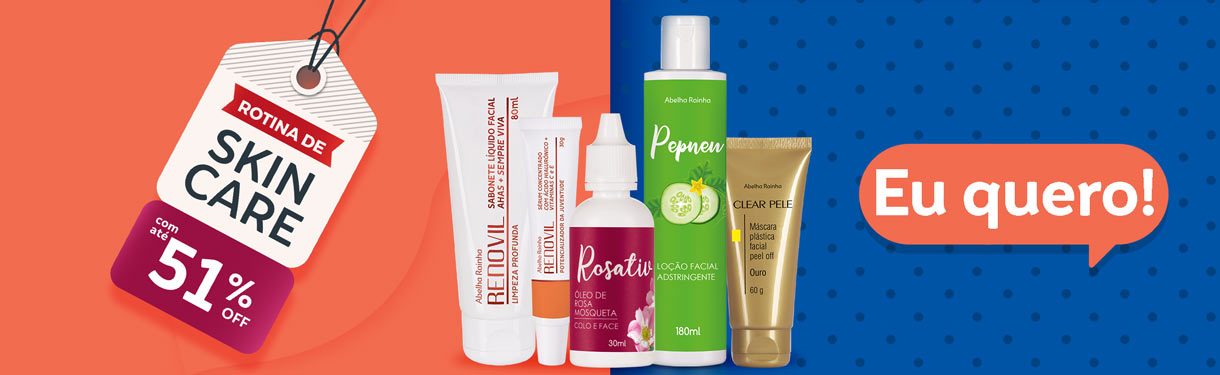 ROTINA DE
SKIN
CARE
com
até
51%
OFF
Abelha Rainha
RENOVIL
LIMPEZA PROFUNDA
SABONETE LÍQUIDO FACIAL
AHAS + SEMPRE VIVA
80ml
Abelha Rainha
RENOVIL
POTENCIALIZADOR DA JUVENTUDE
SÉRUM CONCENTRADO
COM ÁCIDO HIALURÔNICO +
VITAMINAS C e E
30g
Rosativ
ÓLEO DE
ROSA
MOSQUETA
COLO E FACE
30ml
Abelha Rainha
Pepneu
LOÇÃO FACIAL
ADSTRINGENTE
180ml
Abelha Rainha
CLEAR PELE
Máscara
plástica
facial
peel off
Ouro
60 g
Eu quero!